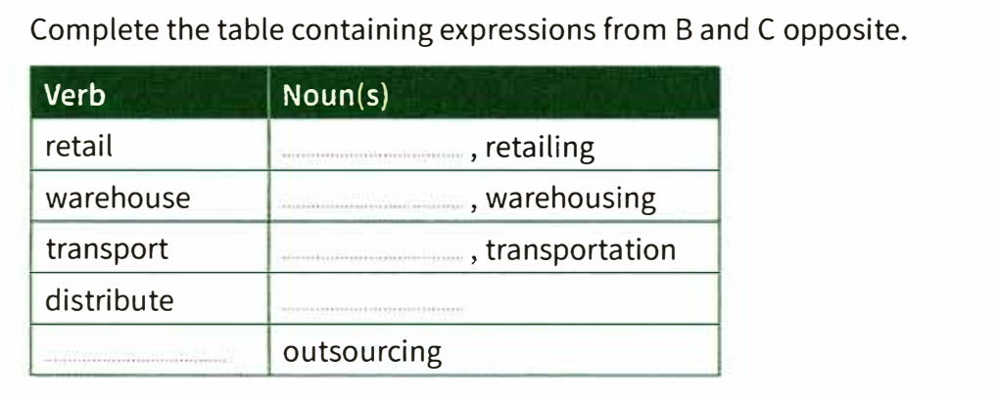 Complete the table containing expressions from B and C opposite.
Verb Noun(s)
retail ..............................., retailing
warehouse ..............................., warehousing
transport ..............................., transportation
distribute ...............................
............................... outsourcing